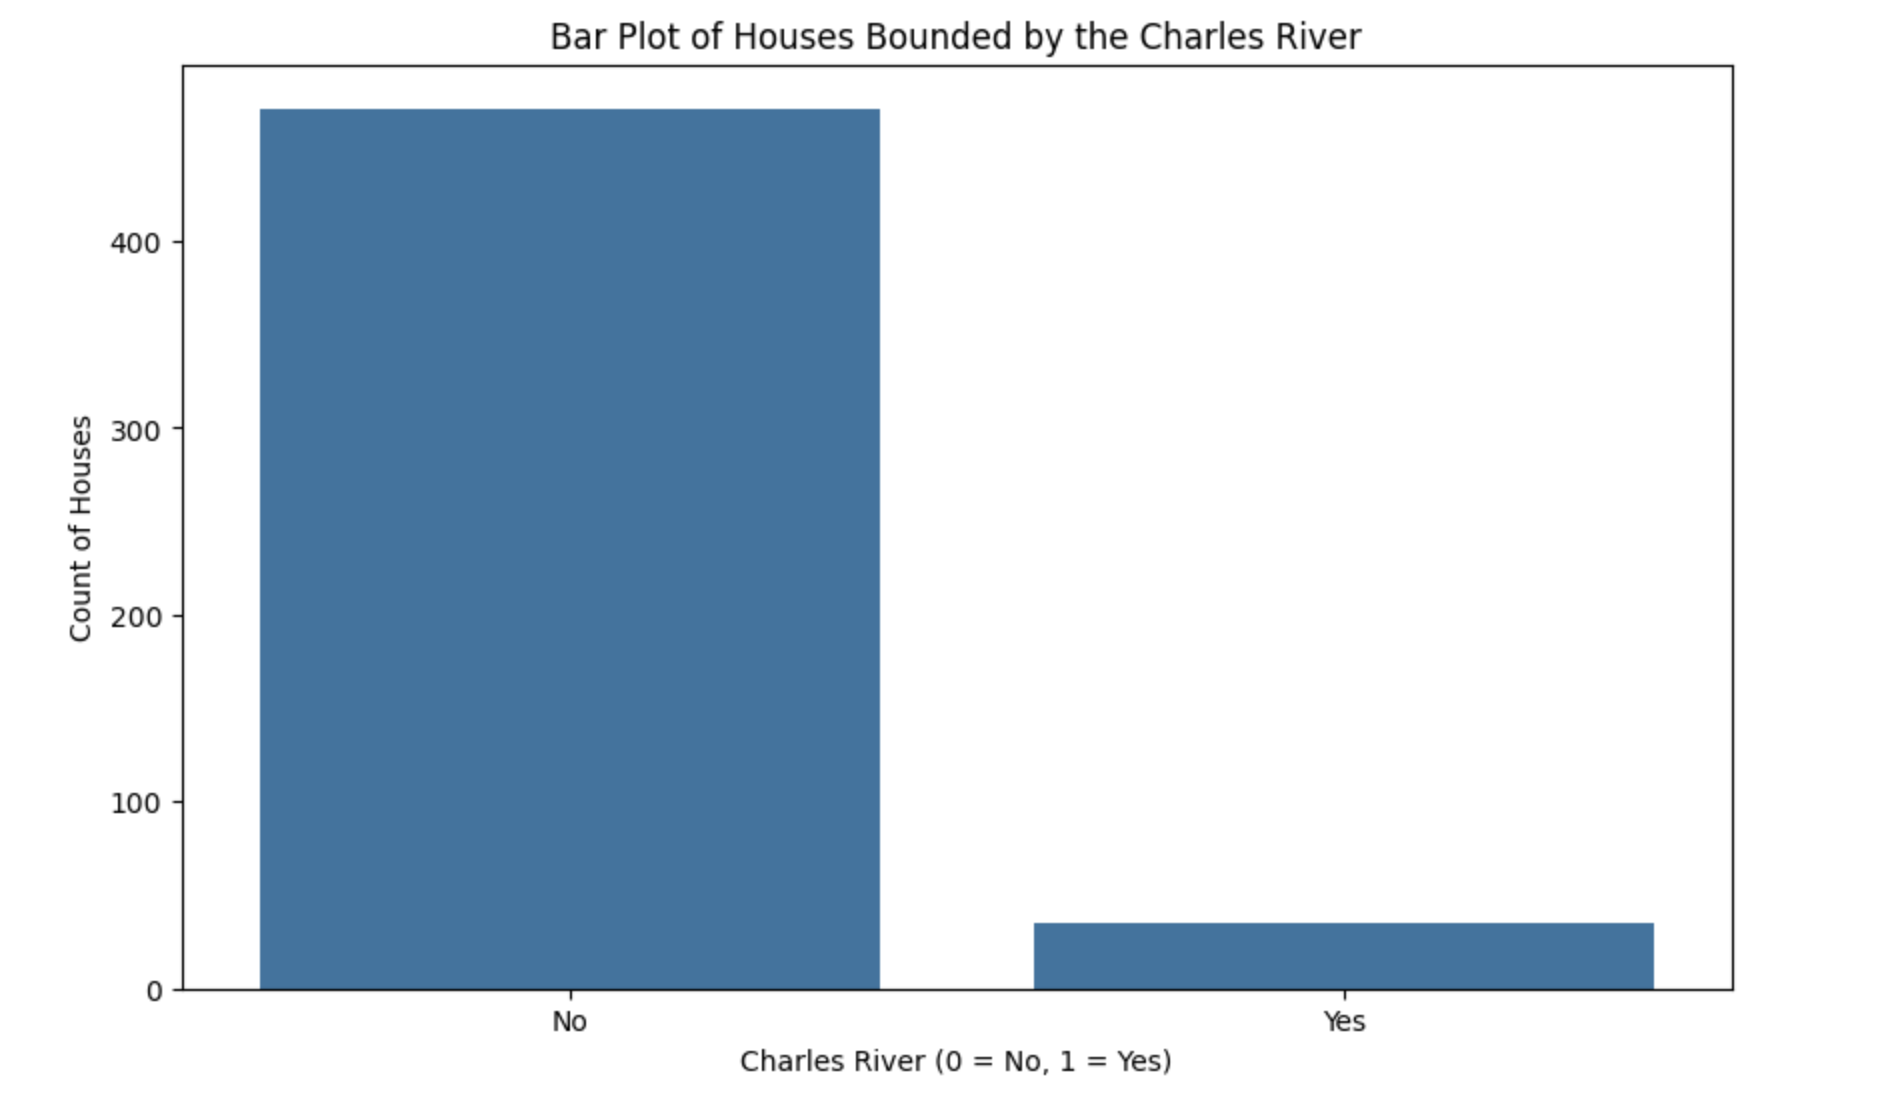 Bar Plot of Houses Bounded by the Charles River
Count of Houses
400
300
200
100
0
No
Yes
Charles River (0 = No, 1 = Yes)